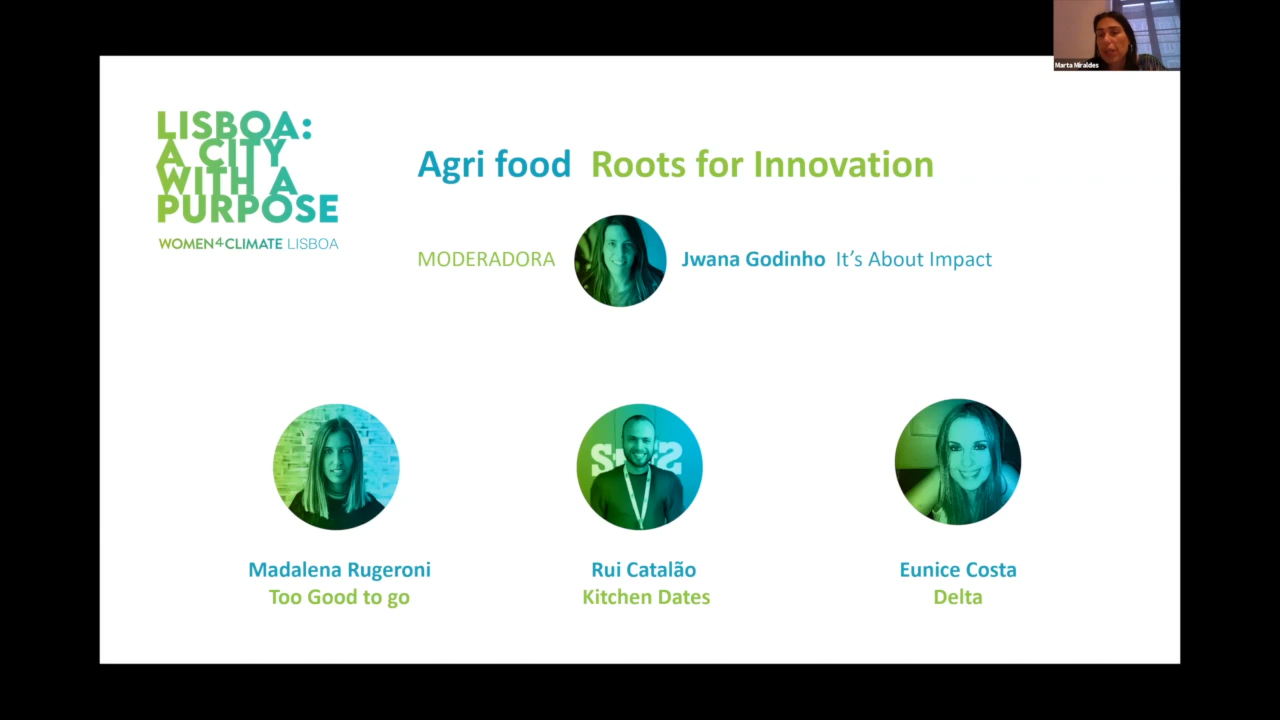 Marta Miraldes
LISBOA:
A CITY
WITH A
PURPOSE
WOMEN4CLIMATE LISBOA
Agri food Roots for Innovation
MODERADORA Jwana Godinho It's About Impact
Madalena Rugeroni
Too Good to go
Rui Catalão
Kitchen Dates
Eunice Costa
Delta